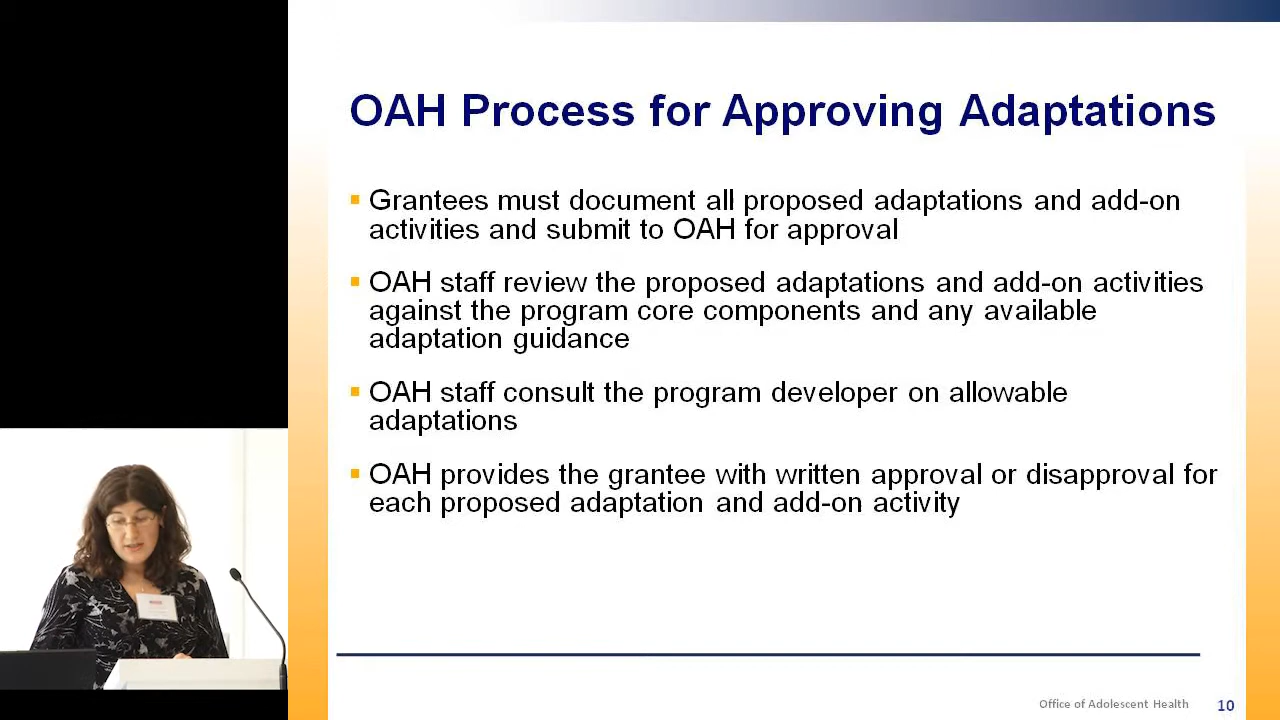 OAH Process for Approving Adaptations
Grantees must document all proposed adaptations and add-on
activities and submit to OAH for approval
OAH staff review the proposed adaptations and add-on activities
against the program core components and any available
adaptation guidance
OAH staff consult the program developer on allowable
adaptations
OAH provides the grantee with written approval or disapproval for
each proposed adaptation and add-on activity
Office of Adolescent Health
10